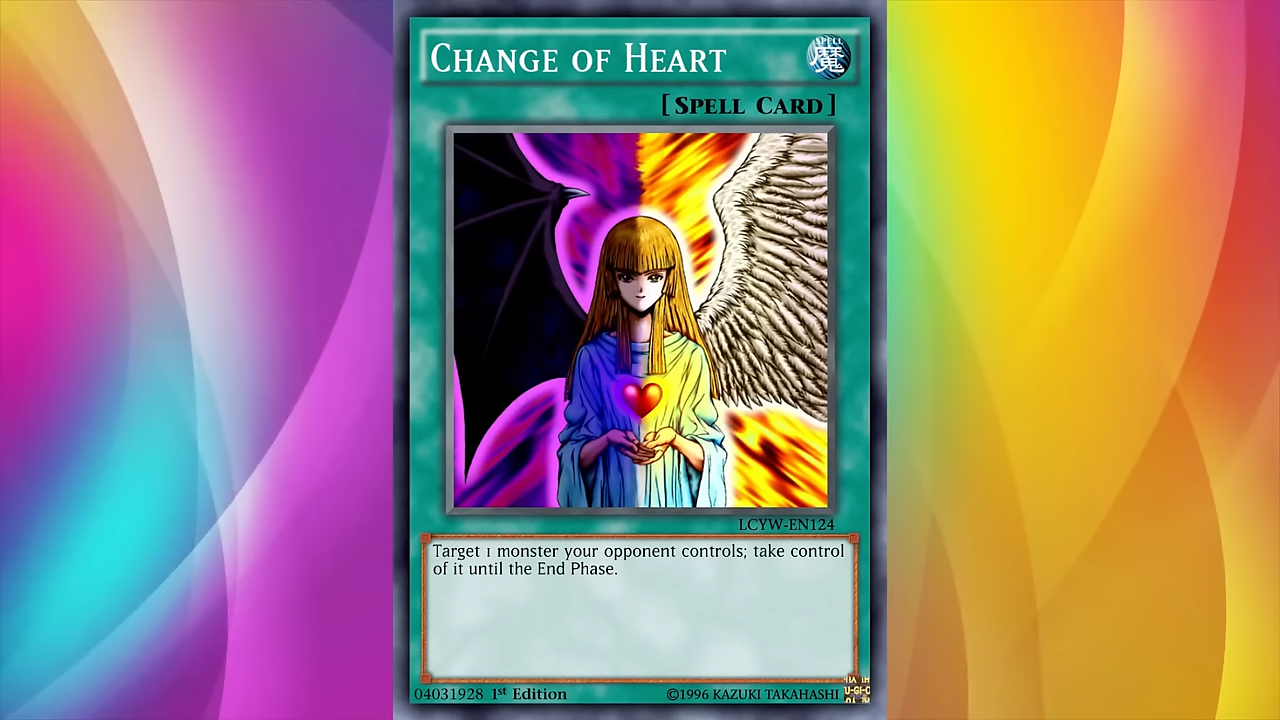 Change of Heart
SPELL
魔
[Spell Card]
LCYW-EN124
Target 1 monster your opponent controls; take control
of it until the End Phase.
04031928 1st Edition
©1996 KAZUKI TAKAHASHI